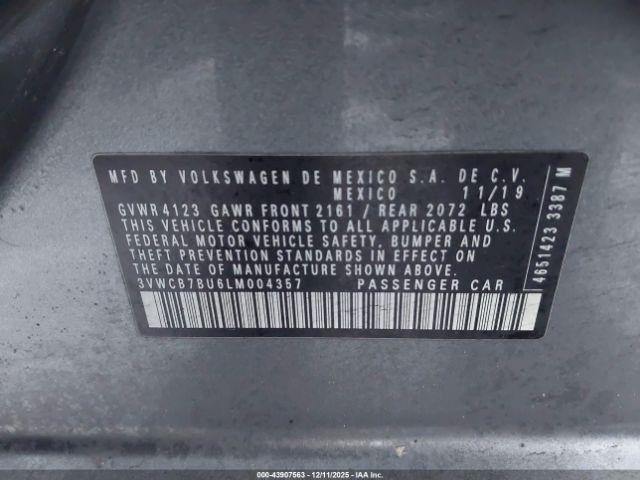 MFD BY VOLKSWAGEN DE MEXICO S.A. DE C.V.
MEXICO 11/19
GVWR 4123 GAWR FRONT 2161 / REAR 2072 LBS
THIS VEHICLE CONFORMS TO ALL APPLICABLE U.S.
FEDERAL MOTOR VEHICLE SAFETY, BUMPER AND
THEFT PREVENTION STANDARDS IN EFFECT ON
THE DATE OF MANUFACTURE SHOWN ABOVE.
3VWCB7BU6LM004357 PASSENGER CAR
4651423 3387 M
000-43907563 • 12/11/2025 • IAA Inc.